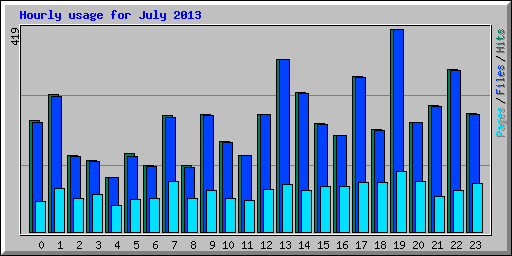 Hourly usage for July 2013
419
Pages/Files/Hits
0 1 2 3 4 5 6 7 8 9 10 11 12 13 14 15 16 17 18 19 20 21 22 23